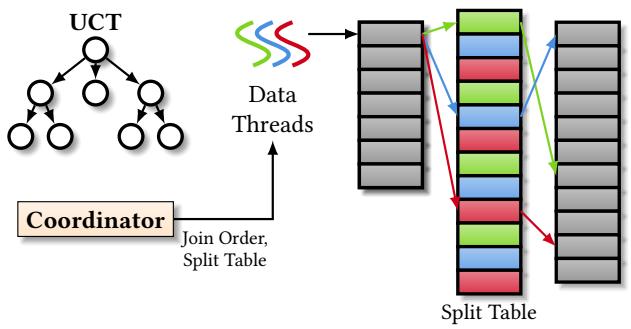 UCT
Data
Threads
Coordinator
Join Order,
Split Table
Split Table